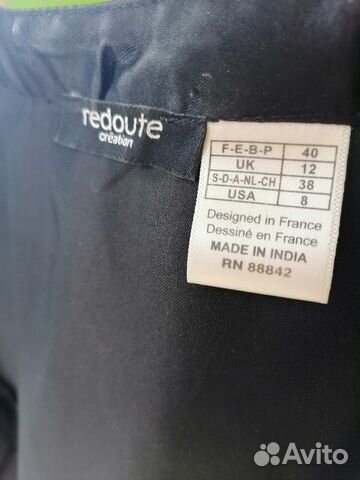 redoute
création
F-E-B-P 40
UK 12
S-D-A-NL-CH 38
USA 8
Designed in France
Dessiné en France
MADE IN INDIA
RN 88842
Avito